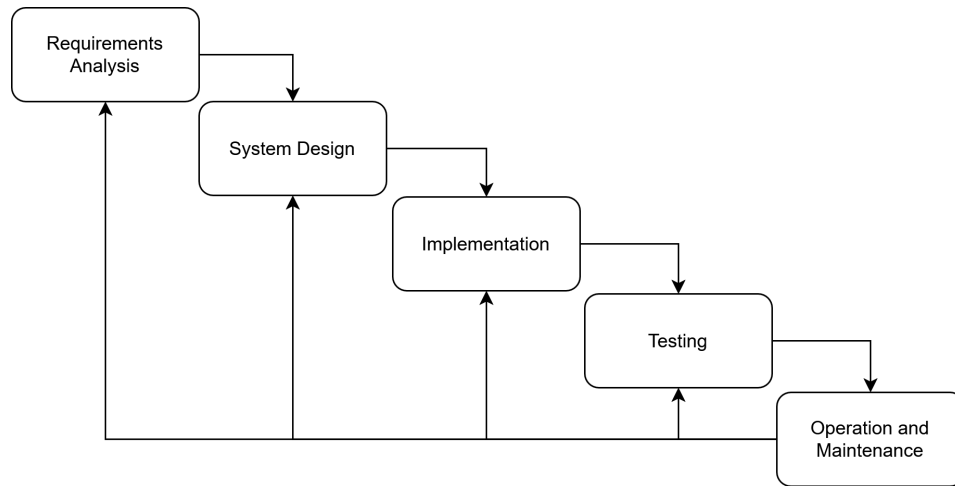 Requirements
Analysis
System Design
Implementation
Testing
Operation and
Maintenance